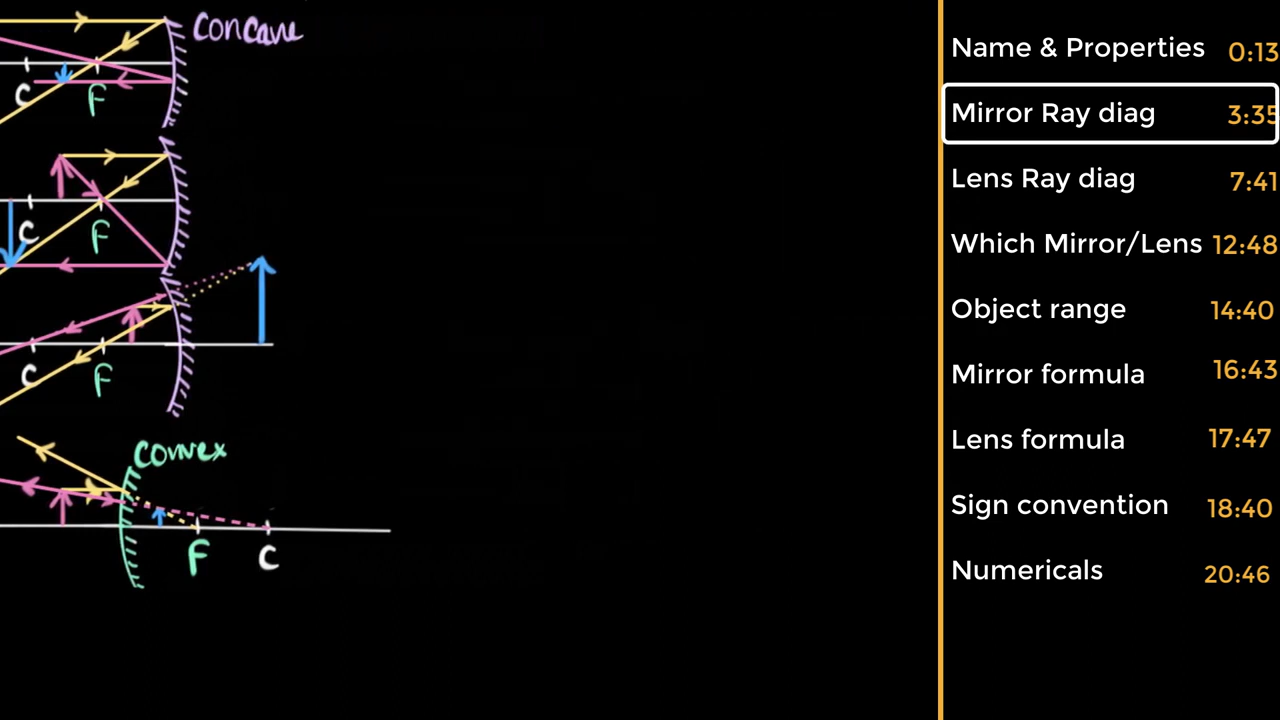 concave
C
F
C
F
C
F
convex
F
C
Name & Properties 0:13
Mirror Ray diag 3:35
Lens Ray diag 7:41
Which Mirror/Lens 12:48
Object range 14:40
Mirror formula 16:43
Lens formula 17:47
Sign convention 18:40
Numericals 20:46